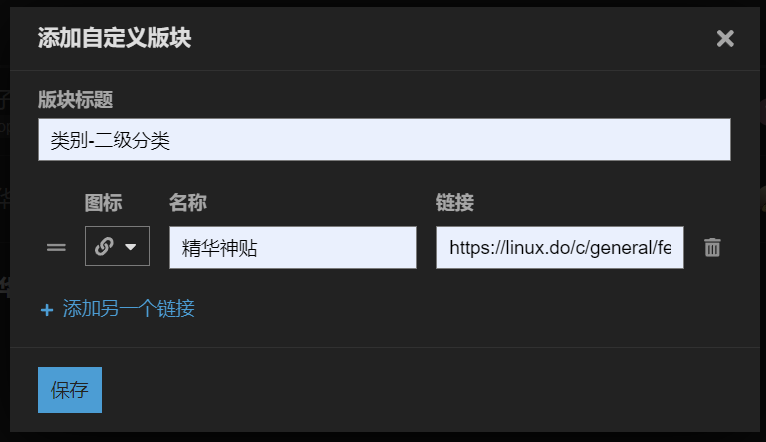 添加自定义版块
版块标题
类别-二级分类
图标 名称 链接
精华神贴 https://linux.do/c/general/fe
添加另一个链接
保存